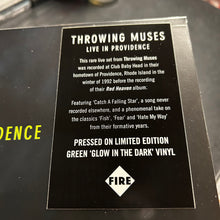 THROWING MUSES
LIVE IN PROVIDENCE
This rare live set from Throwing Muses
was recorded at Club Baby Head in their
hometown of Providence, Rhode Island in the
winter of 1992 before the recording
of their Red Heaven album.
Featuring 'Catch A Falling Star', a song never
recorded elsewhere, and a phenomenal take on
the classics 'Fish', 'Fear' and 'Hate My Way'
from their formative years.
PRESSED ON LIMITED EDITION
GREEN 'GLOW IN THE DARK' VINYL
FIRE
DENCE